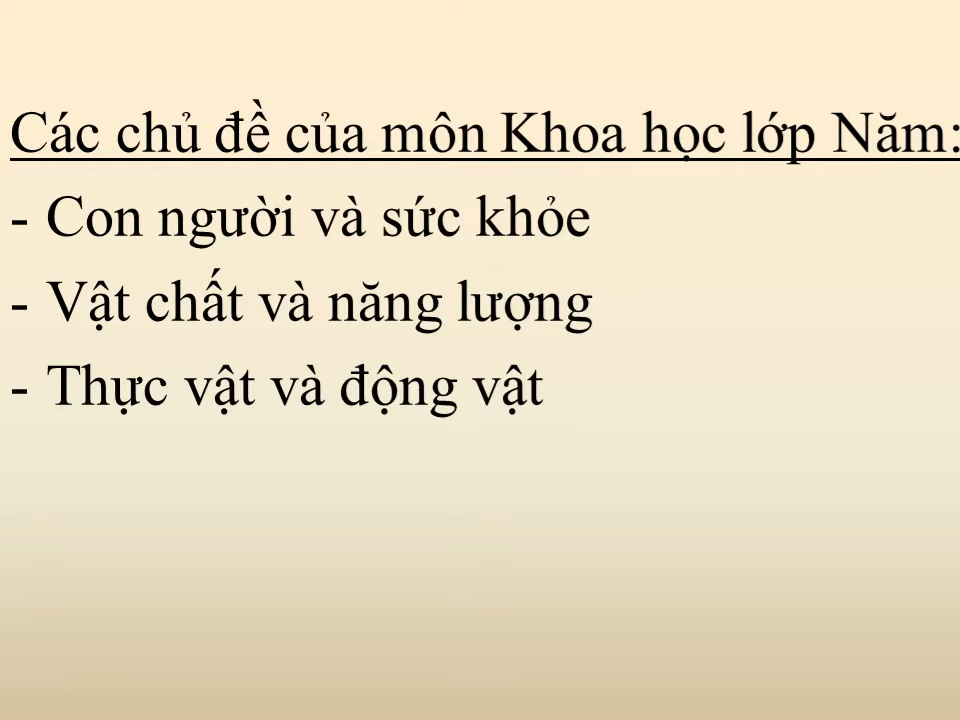 Các chủ đề của môn Khoa học lớp Năm:
- Con người và sức khỏe
- Vật chất và năng lượng
- Thực vật và động vật